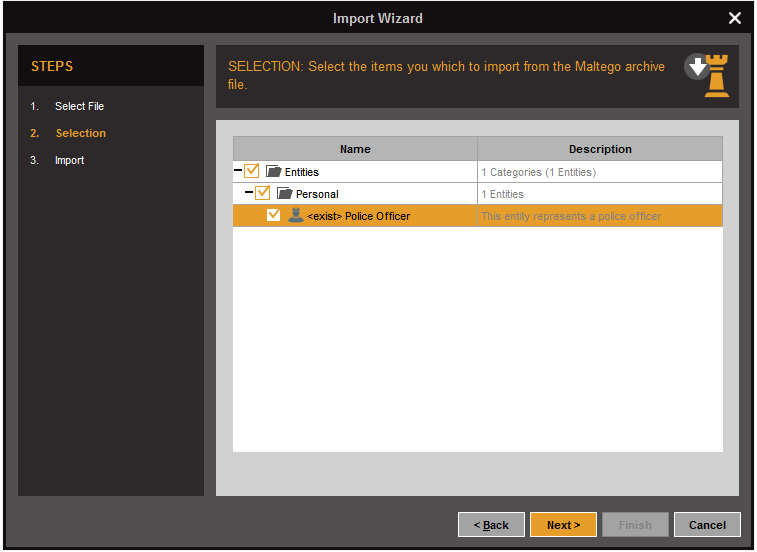 Import Wizard
STEPS
1. Select File
2. Selection
3. Import
SELECTION: Select the items you which to import from the Maltego archive
file.
Name Description
Entities 1 Categories (1 Entities)
Personal 1 Entities
<exist> Police Officer This entity represents a police officer
< Back Next > Finish Cancel